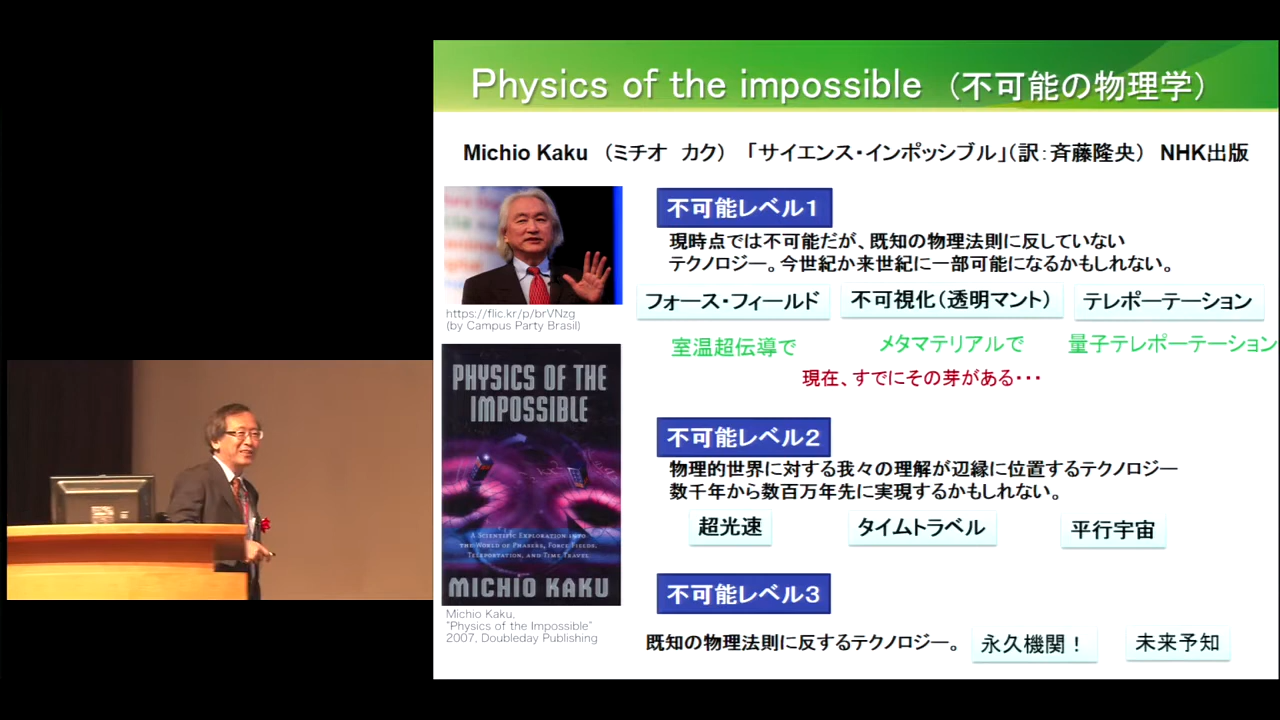 Physics of the impossible （不可能の物理学）
Michio Kaku （ミチオ カク） 「サイエンス・インポッシブル」（訳：斉藤隆央） NHK出版
不可能レベル１
現時点では不可能だが、既知の物理法則に反していない
テクノロジー。今世紀か来世紀に一部可能になるかもしれない。
フォース・フィールド 不可視化（透明マント） テレポーテーション
室温超伝導で メタマテリアルで 量子テレポーテーション
現在、すでにその芽がある・・・
https://flic.kr/p/brVNzg
(by Campus Party Brasil)
PHYSICS OF THE
IMPOSSIBLE
A Scientific Exploration into
the World of Phasers, Force Fields,
Teleportation, and Time Travel
MICHIO KAKU
Michio Kaku,
"Physics of the Impossible"
2007, Doubleday Publishing
不可能レベル２
物理的世界に対する我々の理解が辺縁に位置するテクノロジー
数千年から数百万年先に実現するかもしれない。
超光速 タイムトラベル 平行宇宙
不可能レベル３
既知の物理法則に反するテクノロジー。 永久機関！ 未来予知